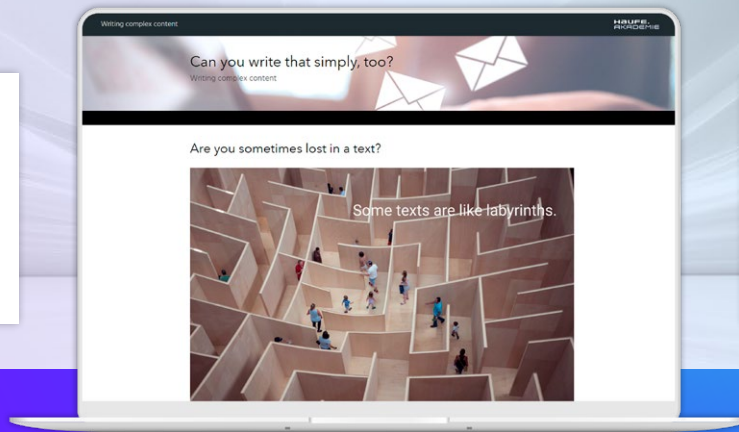 Writing complex content
HAUFE.
AKADEMIE
Can you write that simply, too?
Writing complex content
Are you sometimes lost in a text?
Some texts are like labyrinths.